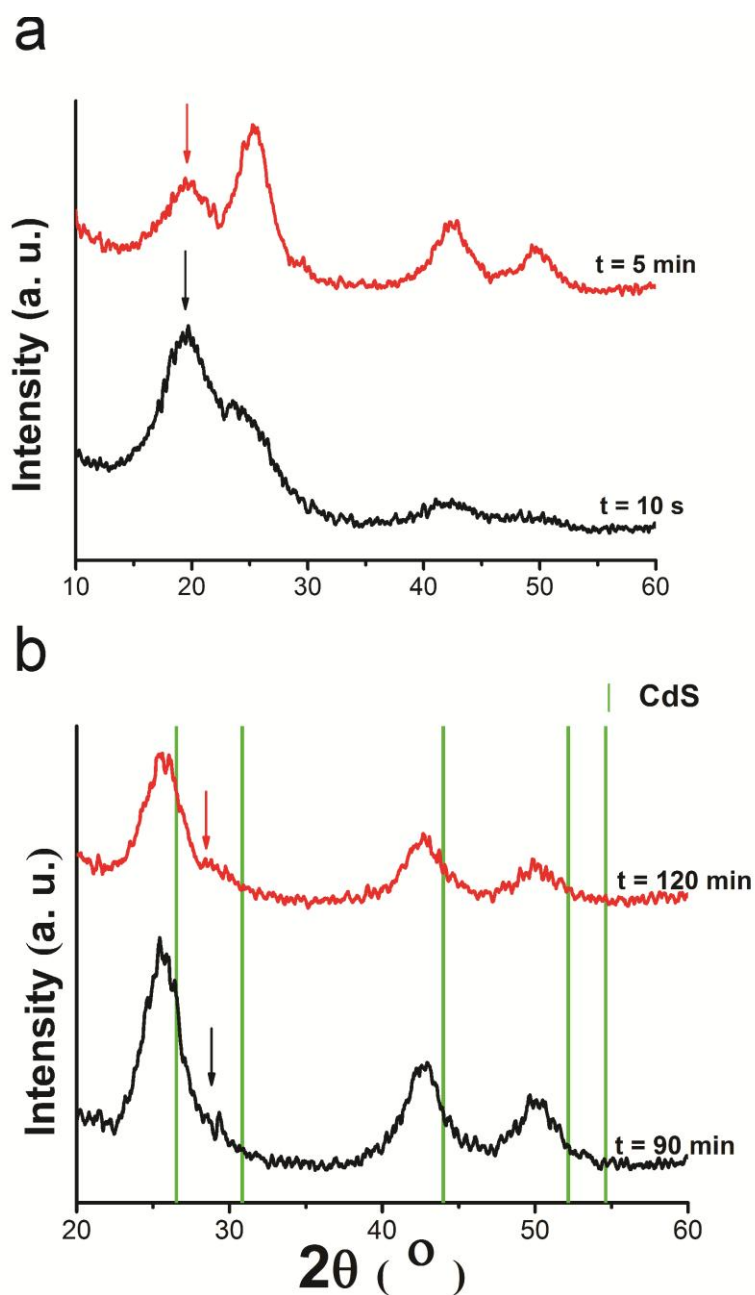 a
Intensity (a. u.)
t = 5 min
t = 10 s
10 20 30 40 50 60
b
CdS
Intensity (a. u.)
t = 120 min
t = 90 min
20 30 40 50 60
2θ ( o )